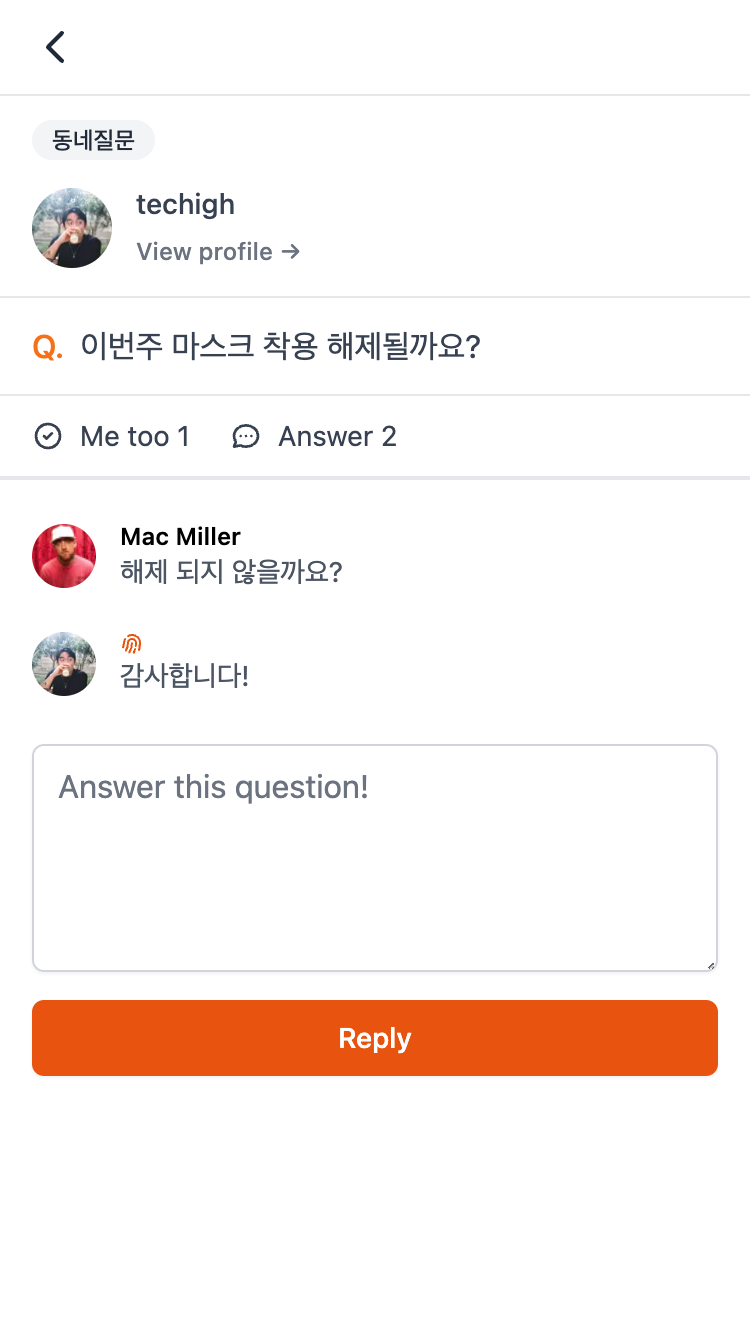 동네질문
techigh
View profile →
Q. 이번주 마스크 착용 해제될까요?
Me too 1 Answer 2
Mac Miller
해제 되지 않을까요?
감사합니다!
Answer this question!
Reply